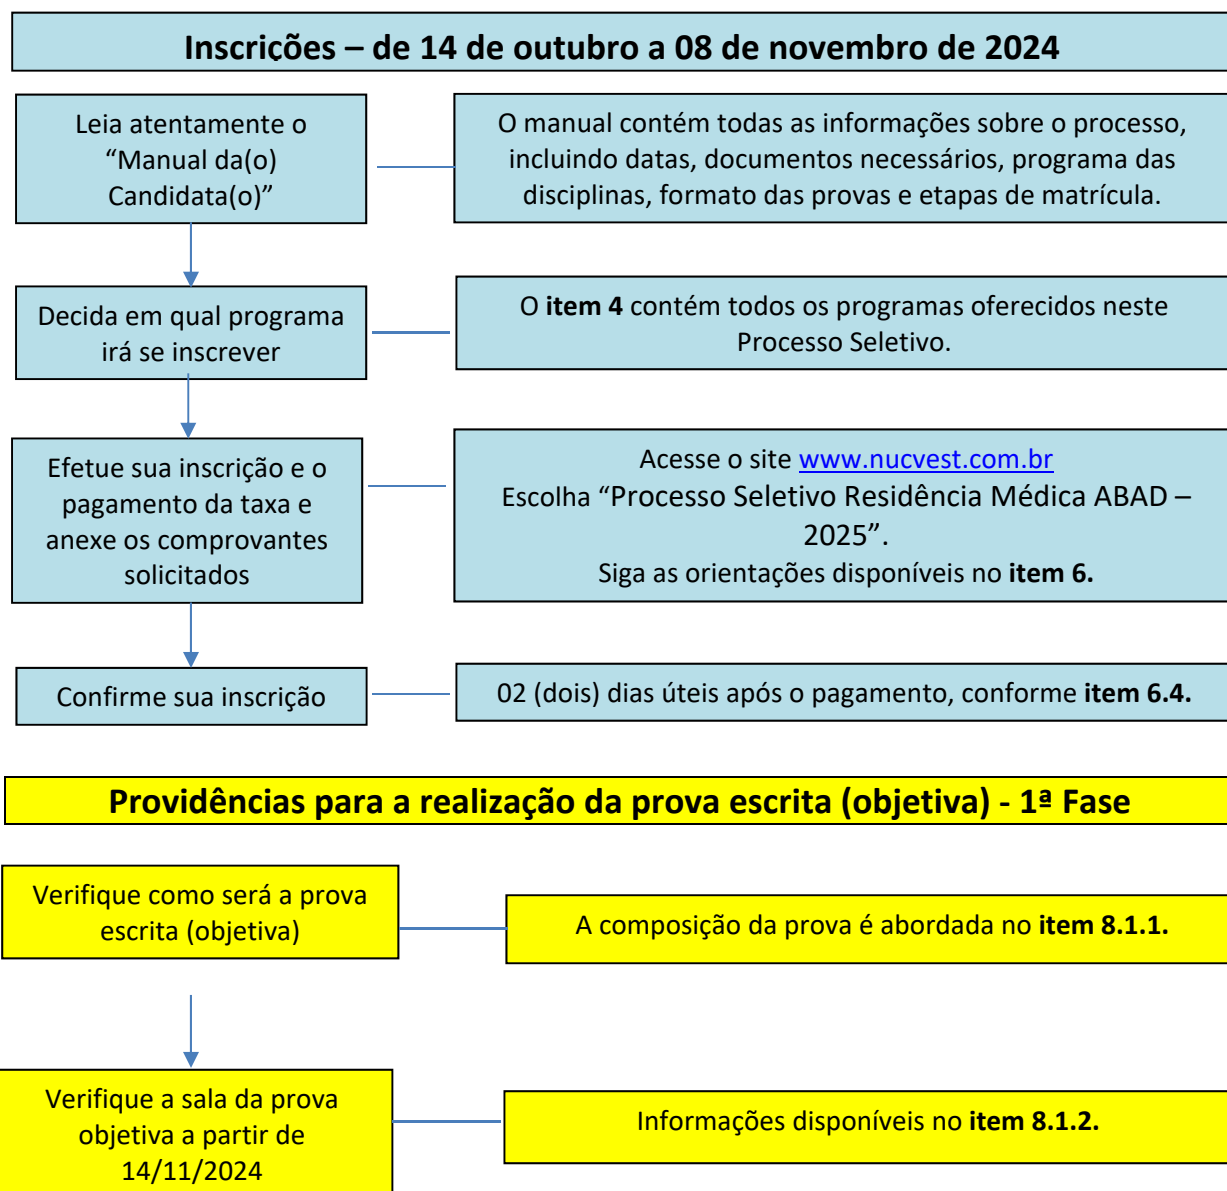 Inscrições – de 14 de outubro a 08 de novembro de 2024
Leia atentamente o
“Manual da(o)
Candidata(o)”
O manual contém todas as informações sobre o processo,
incluindo datas, documentos necessários, programa das
disciplinas, formato das provas e etapas de matrícula.
Decida em qual programa
irá se inscrever
O item 4 contém todos os programas oferecidos neste
Processo Seletivo.
Efetue sua inscrição e o
pagamento da taxa e
anexe os comprovantes
solicitados
Acesse o site www.nucvest.com.br
Escolha “Processo Seletivo Residência Médica ABAD –
2025”.
Siga as orientações disponíveis no item 6.
Confirme sua inscrição
02 (dois) dias úteis após o pagamento, conforme item 6.4.
Providências para a realização da prova escrita (objetiva) - 1ª Fase
Verifique como será a prova
escrita (objetiva)
A composição da prova é abordada no item 8.1.1.
Verifique a sala da prova
objetiva a partir de
14/11/2024
Informações disponíveis no item 8.1.2.